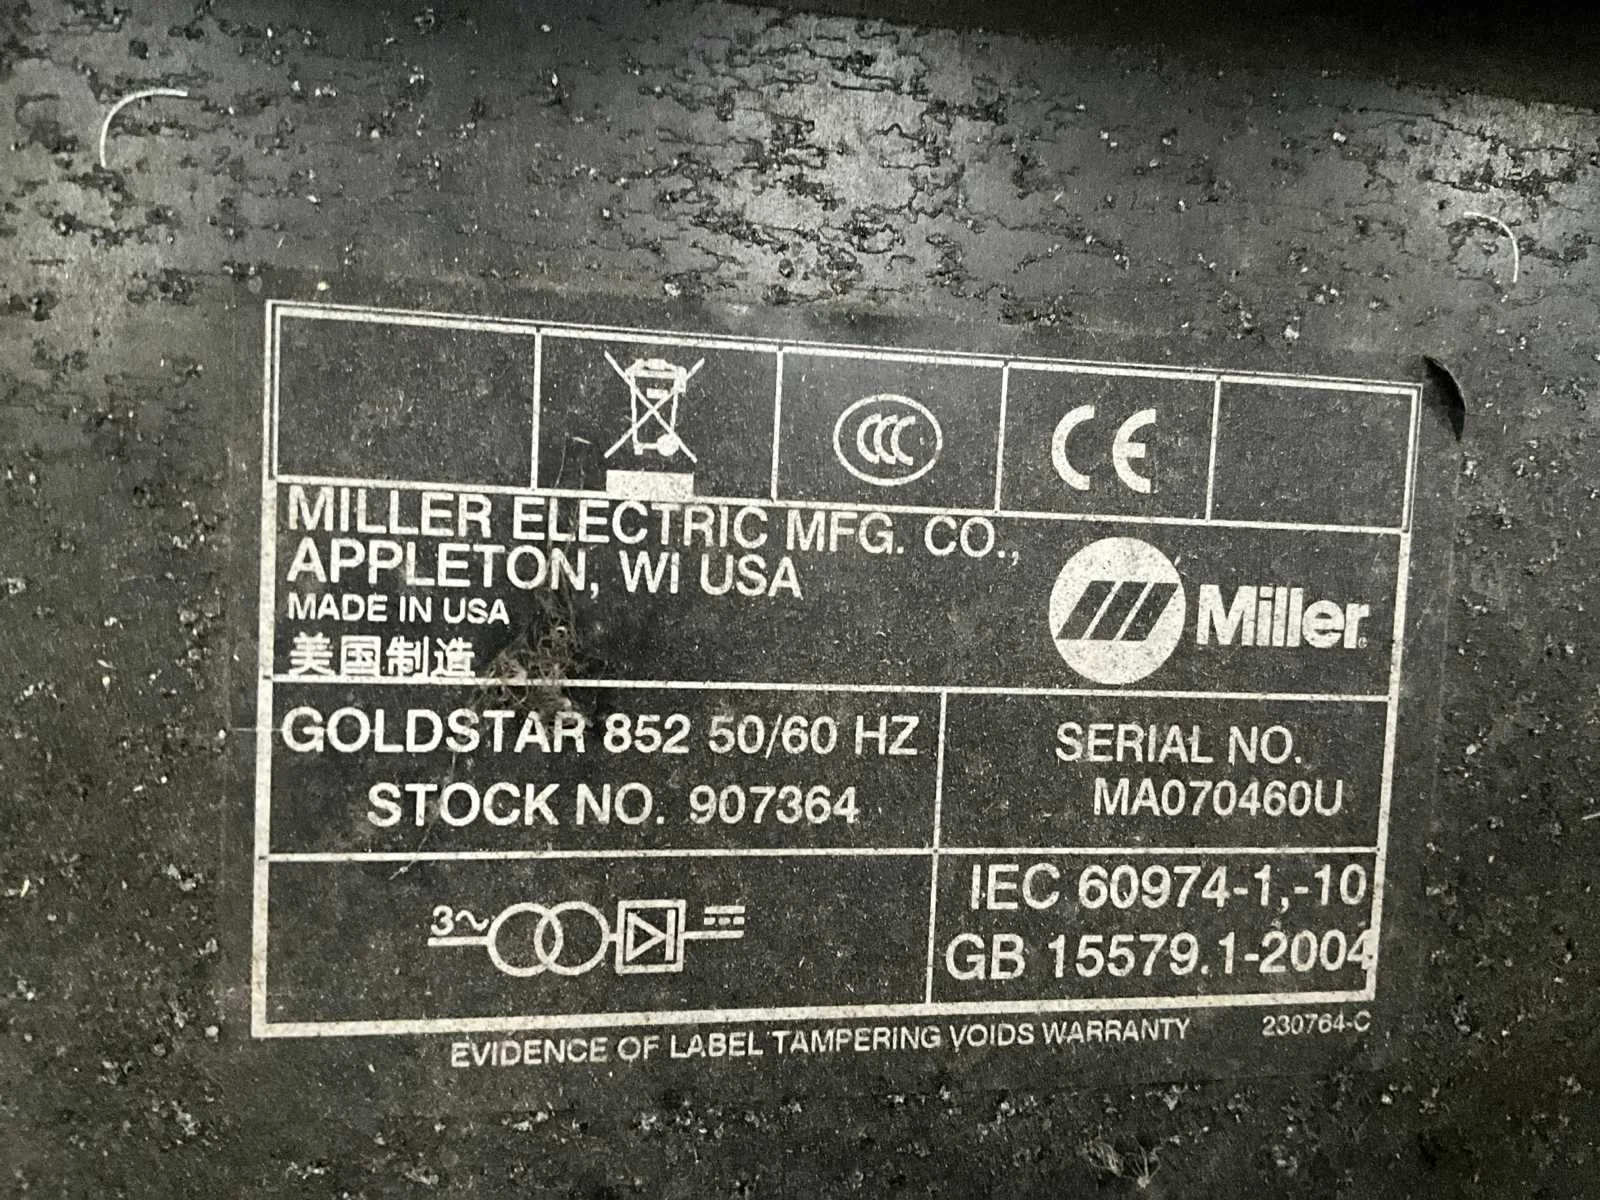 CCC
CE
MILLER ELECTRIC MFG. CO.,
APPLETON, WI USA
MADE IN USA
美国制造
Miller
GOLDSTAR 852 50/60 HZ
STOCK NO. 907364
SERIAL NO.
MA070460U
3~
IEC 60974-1,-10
GB 15579.1-2004
EVIDENCE OF LABEL TAMPERING VOIDS WARRANTY
230764-C